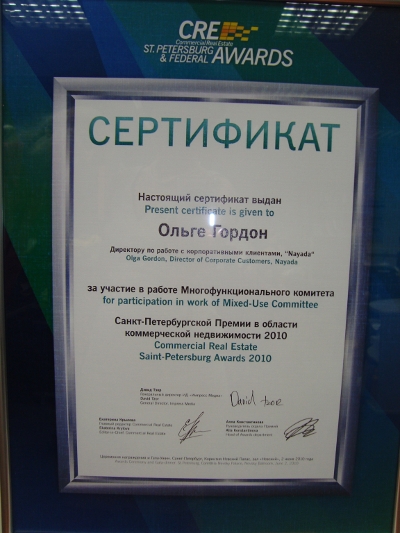 CRE
Commercial Real Estate
ST. PETERSBURG
& FEDERAL AWARDS
СЕРТИФИКАТ
Настоящий сертификат выдан
Present certificate is given to
Ольге Гордон
Директору по работе с корпоративными клиентами, "Nayada"
Olga Gordon, Director of Corporate Customers, Nayada
за участие в работе Многофункционального комитета
for participation in work of Mixed-Use Committee
Санкт-Петербургской Премии в области
коммерческой недвижимости 2010
Commercial Real Estate
Saint-Petersburg Awards 2010